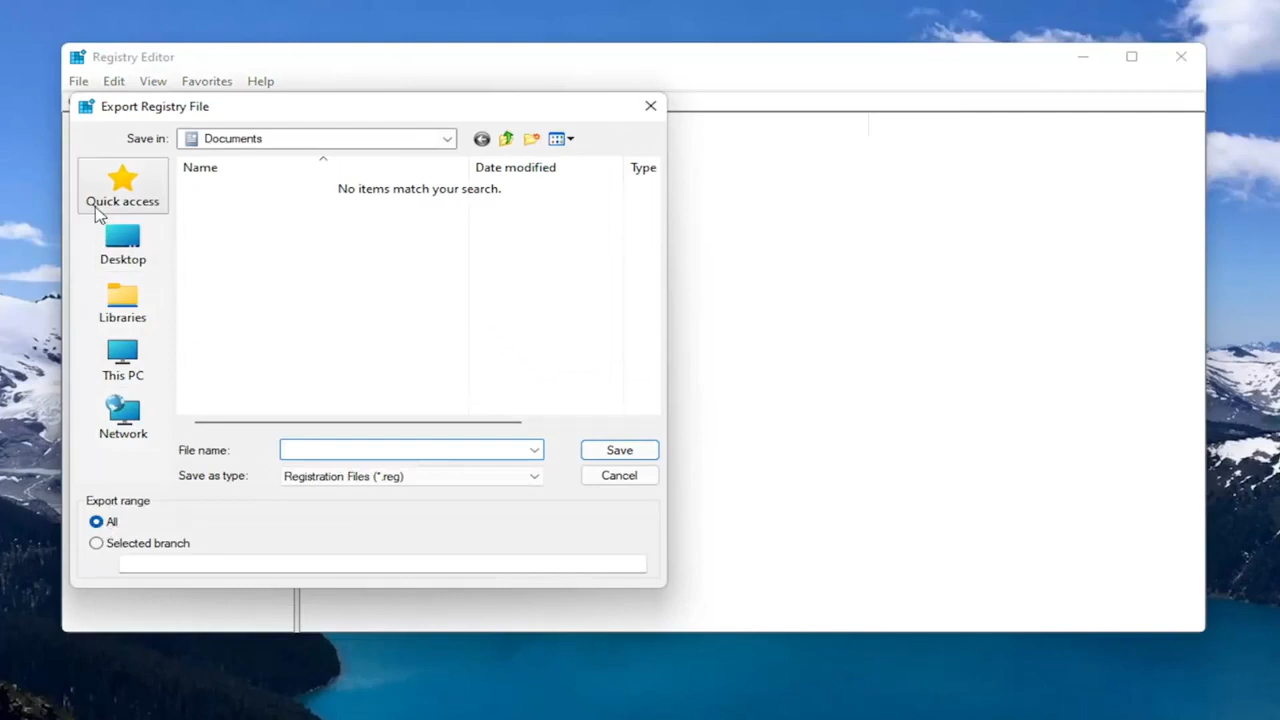 Registry Editor
File Edit View Favorites Help
Export Registry File
Save in: Documents
Name Date modified Type
No items match your search.
Quick access
Desktop
Libraries
This PC
Network
File name: Save
Save as type: Registration Files (*.reg) Cancel
Export range
All
Selected branch